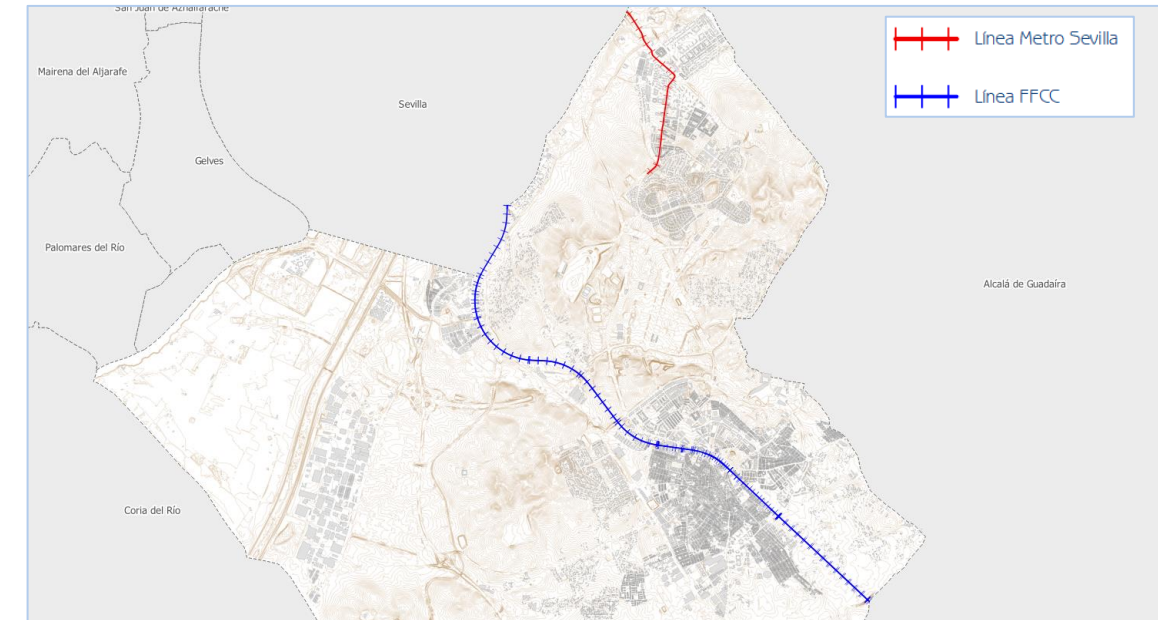 San Juan de Aznalfarache
Línea Metro Sevilla
Mairena del Aljarafe
Línea FFCC
Sevilla
Gelves
Palomares del Río
Alcalá de Guadaíra
Coria del Río